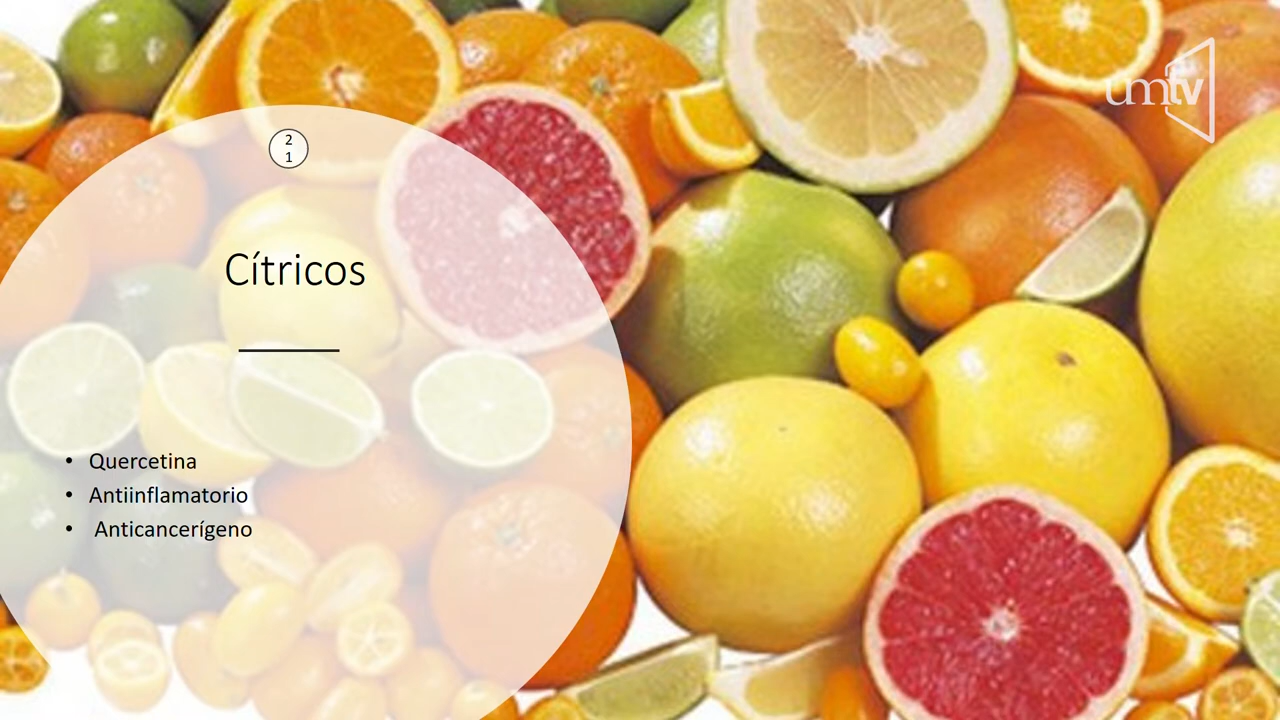 umtv
2
1
Cítricos
• Quercetina
• Antiinflamatorio
• Anticancerígeno